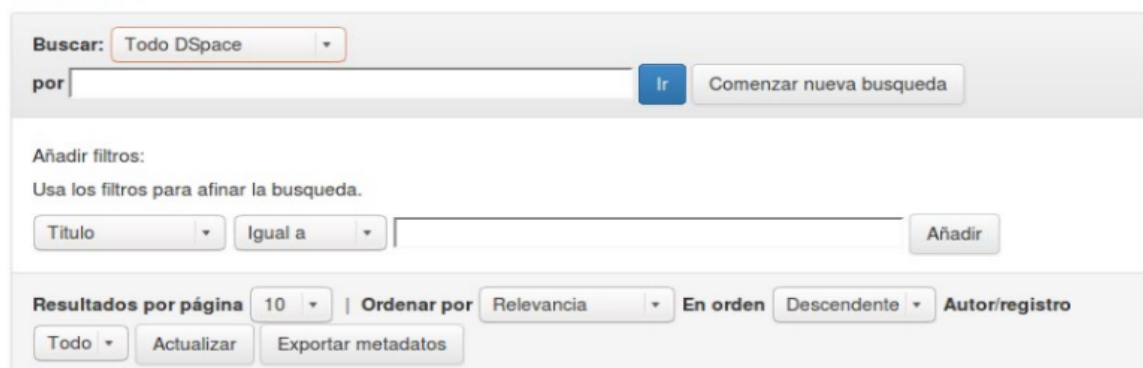 Buscar: Todo DSpace
por Ir Comenzar nueva busqueda
Añadir filtros:
Usa los filtros para afinar la busqueda.
Título Igual a Añadir
Resultados por página 10 | Ordenar por Relevancia En orden Descendente Autor/registro
Todo Actualizar Exportar metadatos